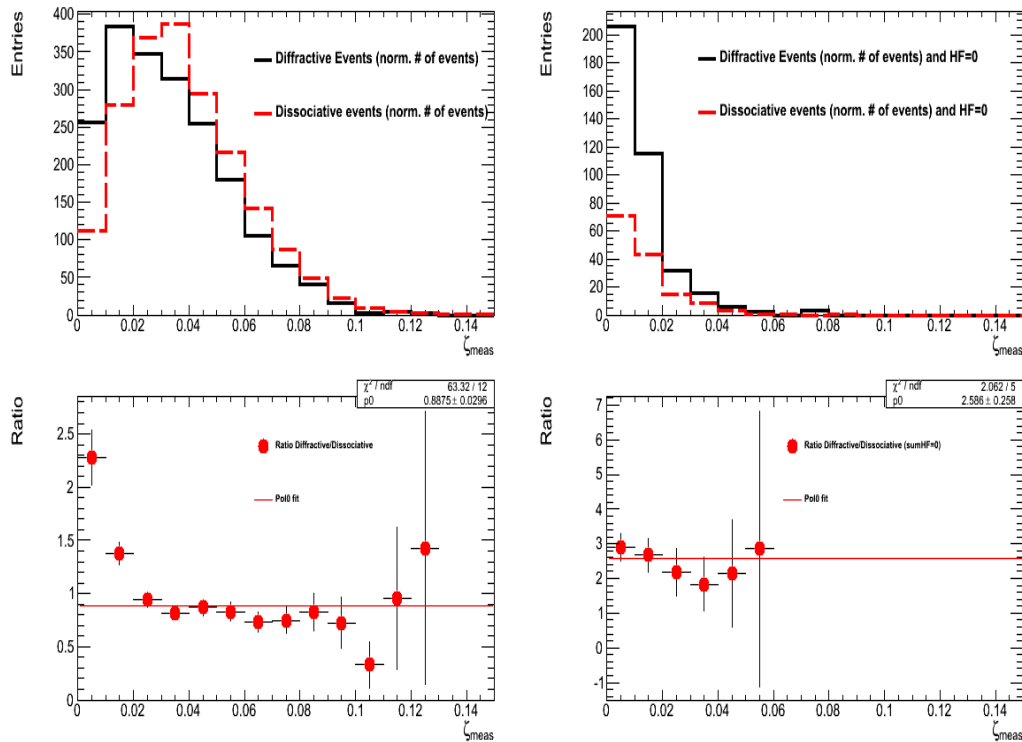 Entries
400
350
300
250
200
150
100
50
0
Diffractive Events (norm. # of events)
Dissociative events (norm. # of events)
0 0.02 0.04 0.06 0.08 0.1 0.12 0.14
ζmeas
Entries
200
180
160
140
120
100
80
60
40
20
0
Diffractive Events (norm. # of events) and HF=0
Dissociative events (norm. # of events) and HF=0
0 0.02 0.04 0.06 0.08 0.1 0.12 0.14
ζmeas
Ratio
χ² / ndf 63.32 / 12
p0 0.8875 ± 0.0296
2.5
2
1.5
1
0.5
0
Ratio Diffractive/Dissociative
Pol0 fit
0 0.02 0.04 0.06 0.08 0.1 0.12 0.14
ζmeas
Ratio
χ² / ndf 2.062 / 5
p0 2.586 ± 0.258
7
6
5
4
3
2
1
0
-1
Ratio Diffractive/Dissociative (sumHF=0)
Pol0 fit
0 0.02 0.04 0.06 0.08 0.1 0.12 0.14
ζmeas